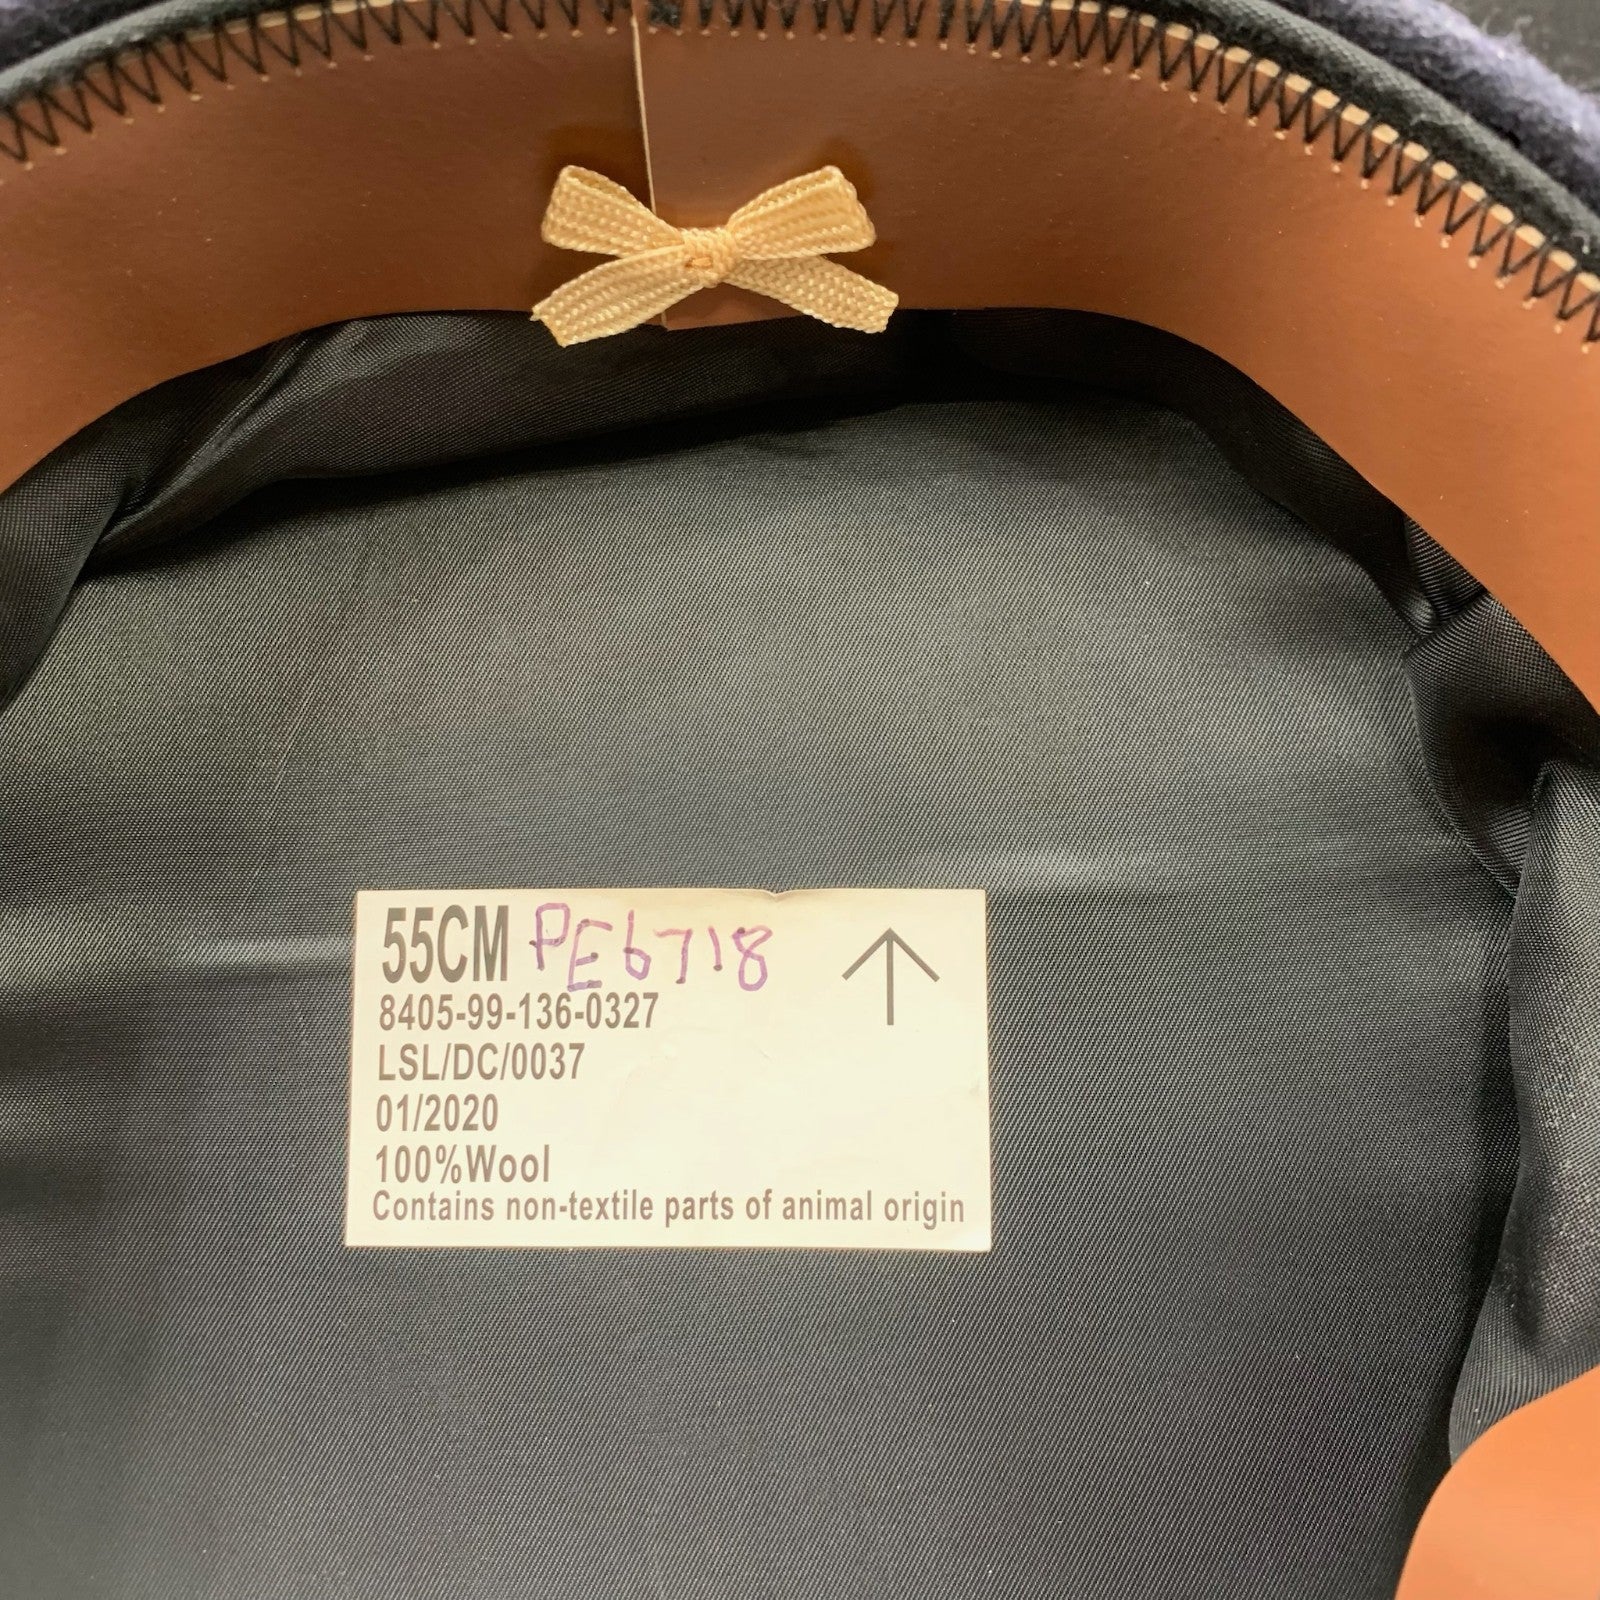 55CM PE6718
8405-99-136-0327
LSL/DC/0037
01/2020
100%Wool
Contains non-textile parts of animal origin